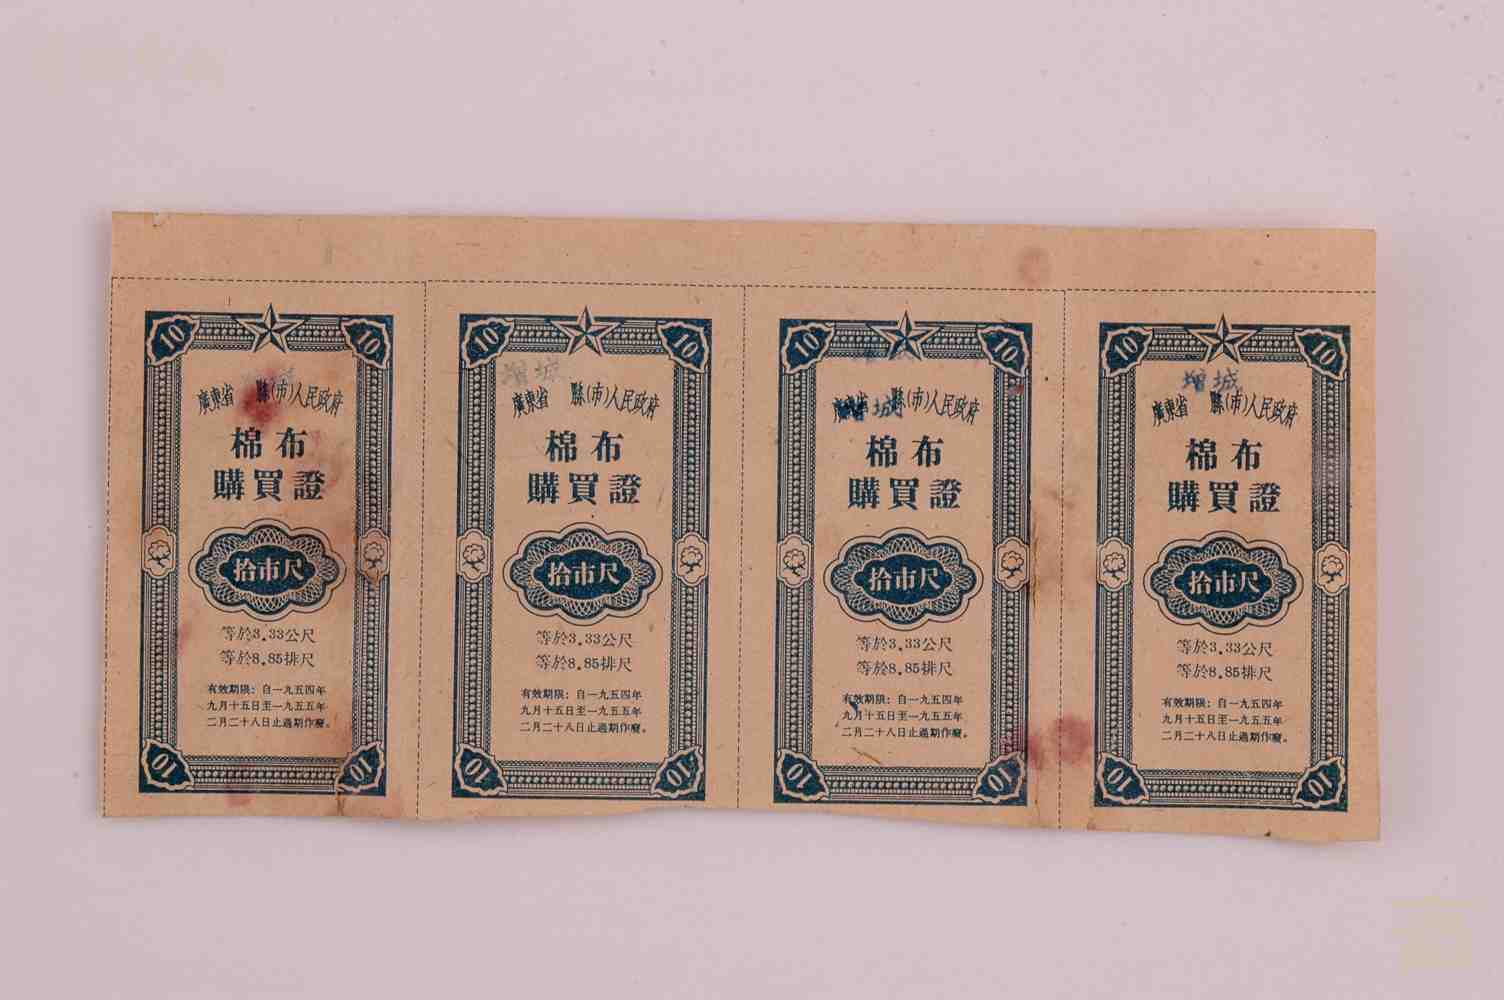 10 10
廣東省 縣(市)人民政府
棉布
購買證
拾市尺
等於3.33公尺
等於8.85排尺
有效期限：自一九五四年
九月十五日至一九五五年
二月二十八日止過期作廢。
10 10
10 10
增城
廣東省 縣(市)人民政府
棉布
購買證
拾市尺
等於3.33公尺
等於8.85排尺
有效期限：自一九五四年
九月十五日至一九五五年
二月二十八日止過期作廢。
10 10
10 10
增城
廣東省 縣(市)人民政府
棉布
購買證
拾市尺
等於3.33公尺
等於8.85排尺
有效期限：自一九五四年
九月十五日至一九五五年
二月二十八日止過期作廢。
10 10
10 10
增城
廣東省 縣(市)人民政府
棉布
購買證
拾市尺
等於3.33公尺
等於8.85排尺
有效期限：自一九五四年
九月十五日至一九五五年
二月二十八日止過期作廢。
10 10